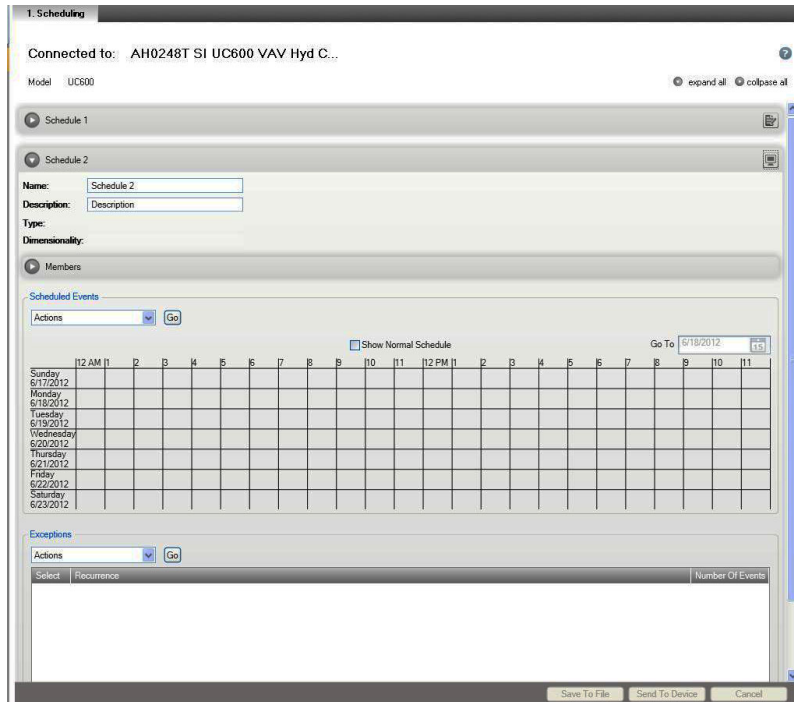 1. Scheduling
Connected to: AH0248T SI UC600 VAV Hyd C...
Model UC600
expand all collpase all
Schedule 1
Schedule 2
Name: Schedule 2
Description: Description
Type:
Dimensionality:
Members
Scheduled Events
Actions Go
Show Normal Schedule Go To 6/18/2012 15
12 AM 1 2 3 4 5 6 7 8 9 10 11 12 PM 1 2 3 4 5 6 7 8 9 10 11
Sunday
6/17/2012
Monday
6/18/2012
Tuesday
6/19/2012
Wednesday
6/20/2012
Thursday
6/21/2012
Friday
6/22/2012
Saturday
6/23/2012
Exceptions
Actions Go
Select Recurrence Number Of Events
Save To File Send To Device Cancel